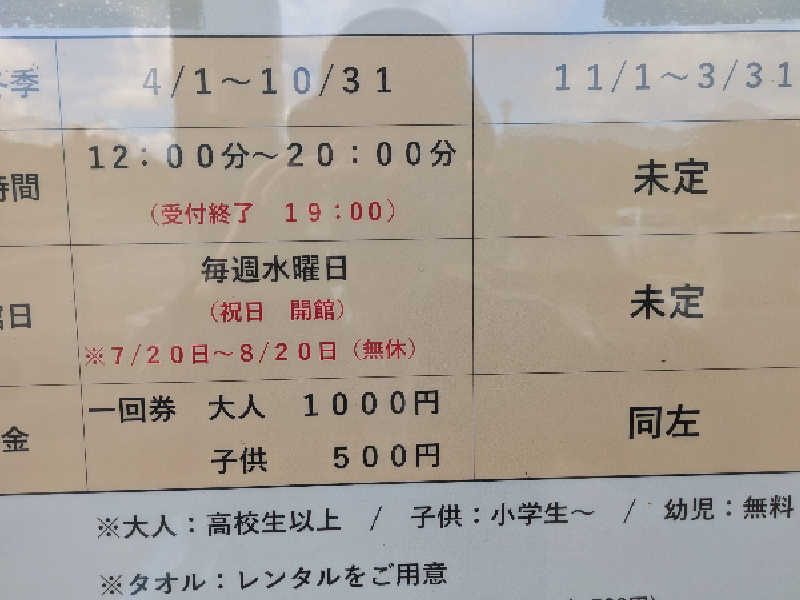 冬季 4/1～10/31 11/1～3/31
時間 12：00分～20：00分 未定
（受付終了 19：00）
館日 毎週水曜日 未定
（祝日 開館）
※7/20日～8/20日（無休）
金 一回券 大人 1000円 同左
子供 500円
※大人：高校生以上 / 子供：小学生～ / 幼児：無料
※タオル：レンタルをご用意